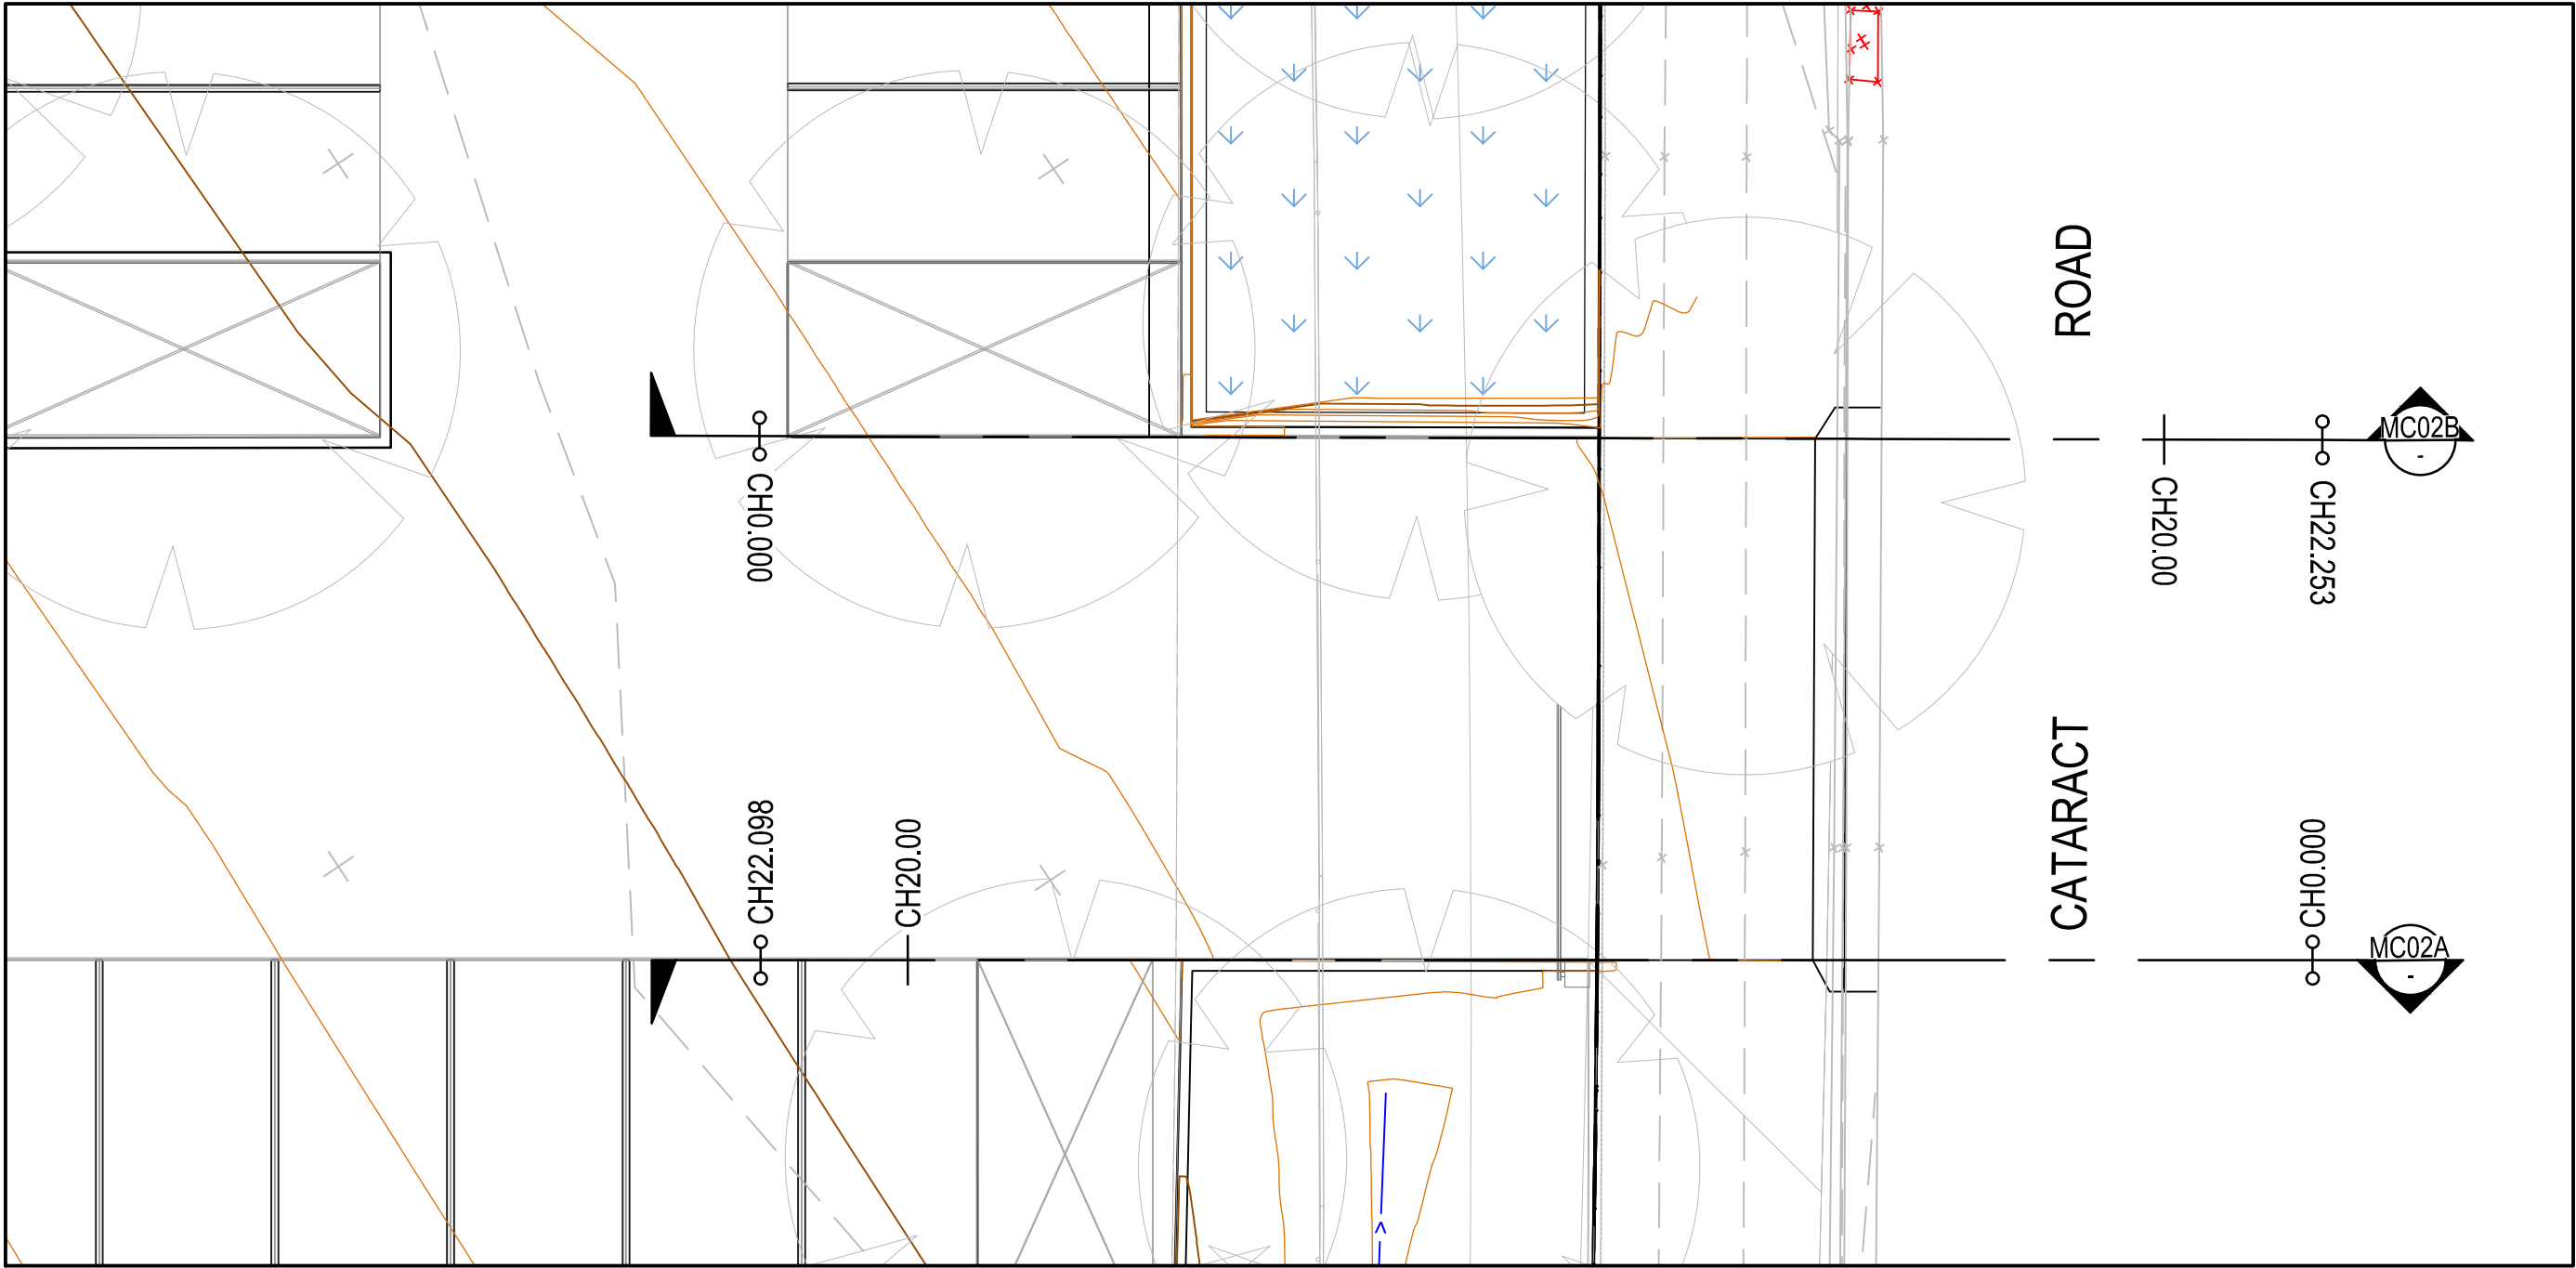 ROAD
MC02B
-
CH0.000
CH20.00
CH22.253
CATARACT
CH22.098
CH20.00
CH0.000
MC02A
-